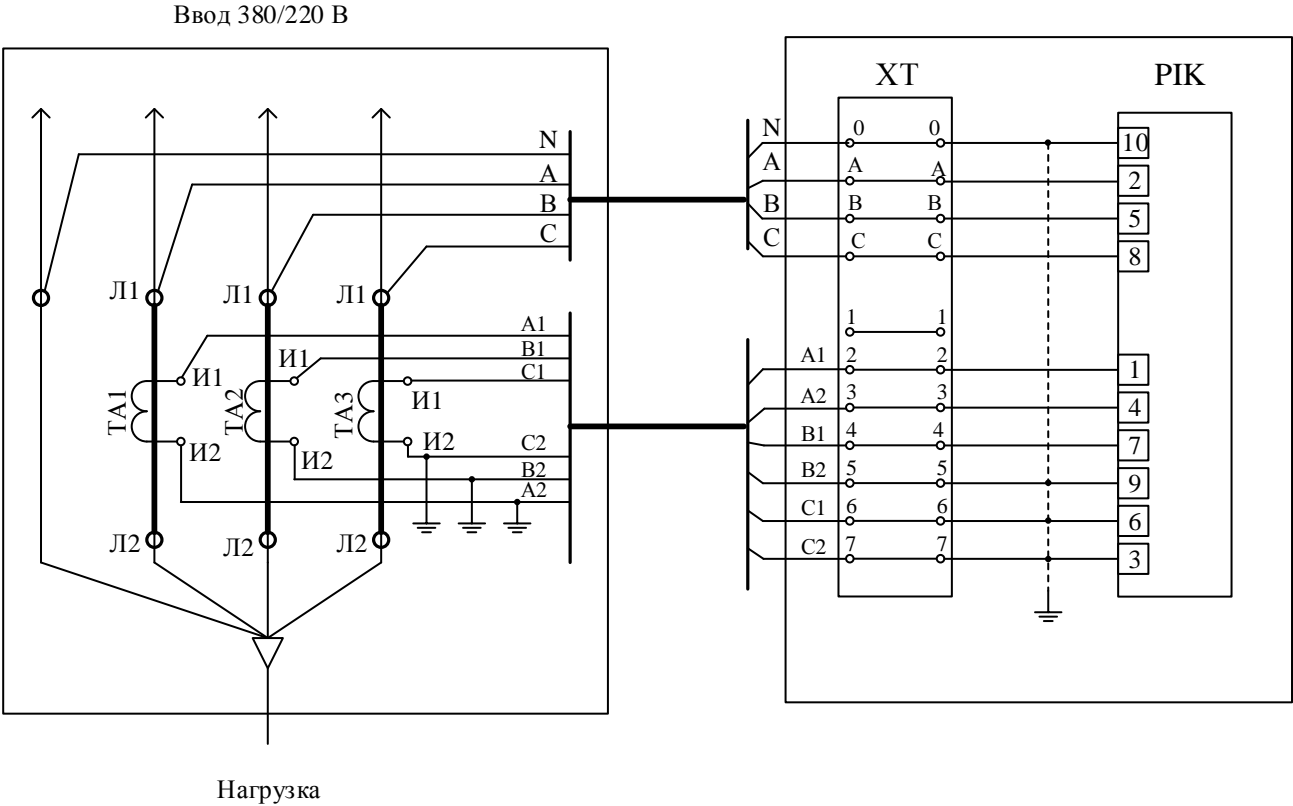 Ввод 380/220 В
XT
PIK
N
A
B
C
N
A
B
C
0 0
A A
B B
C C
10
2
5
8
Л1
Л1
Л1
A1
B1
C1
И1
И1
И1
TA1
TA2
TA3
И2
И2
И2
C2
B2
A2
Л2
Л2
Л2
1 1
A1 2 2 1
A2 3 3 4
B1 4 4 7
B2 5 5 9
C1 6 6 6
C2 7 7 3
Нагрузка